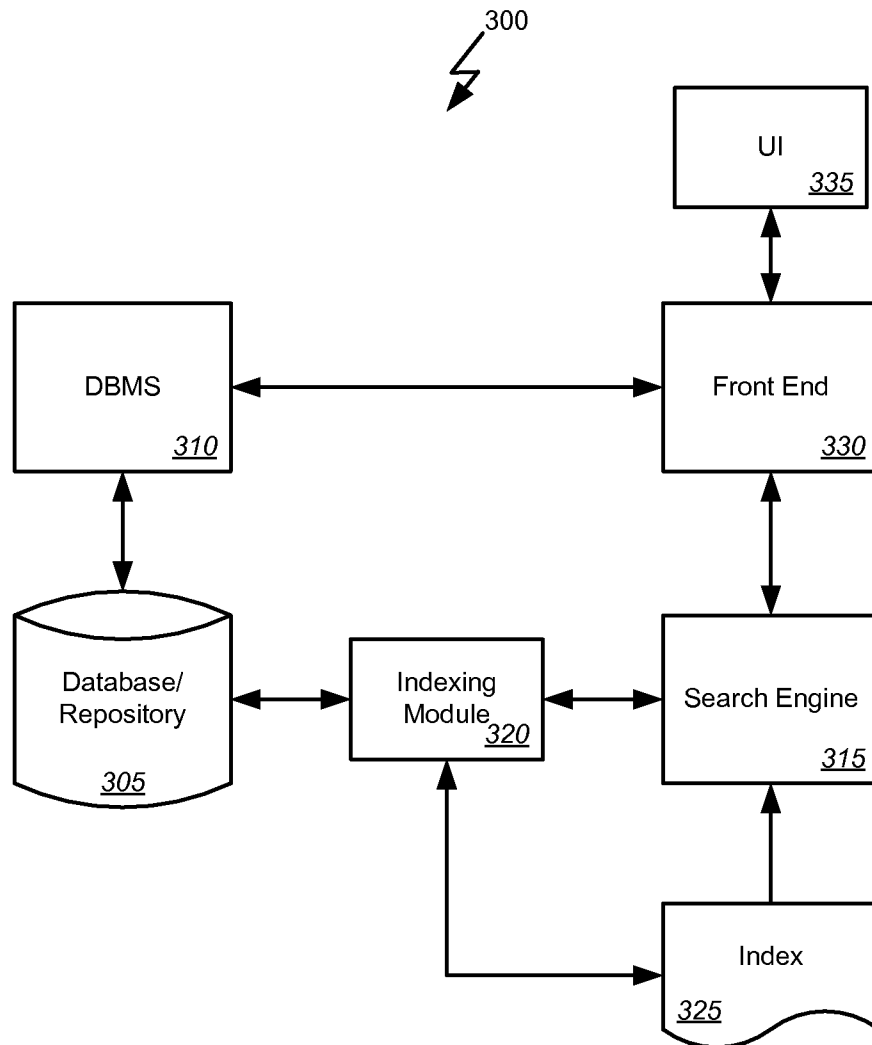 300
UI
335
DBMS
310
Front End
330
Database/
Repository
305
Indexing
Module
320
Search Engine
315
Index
325